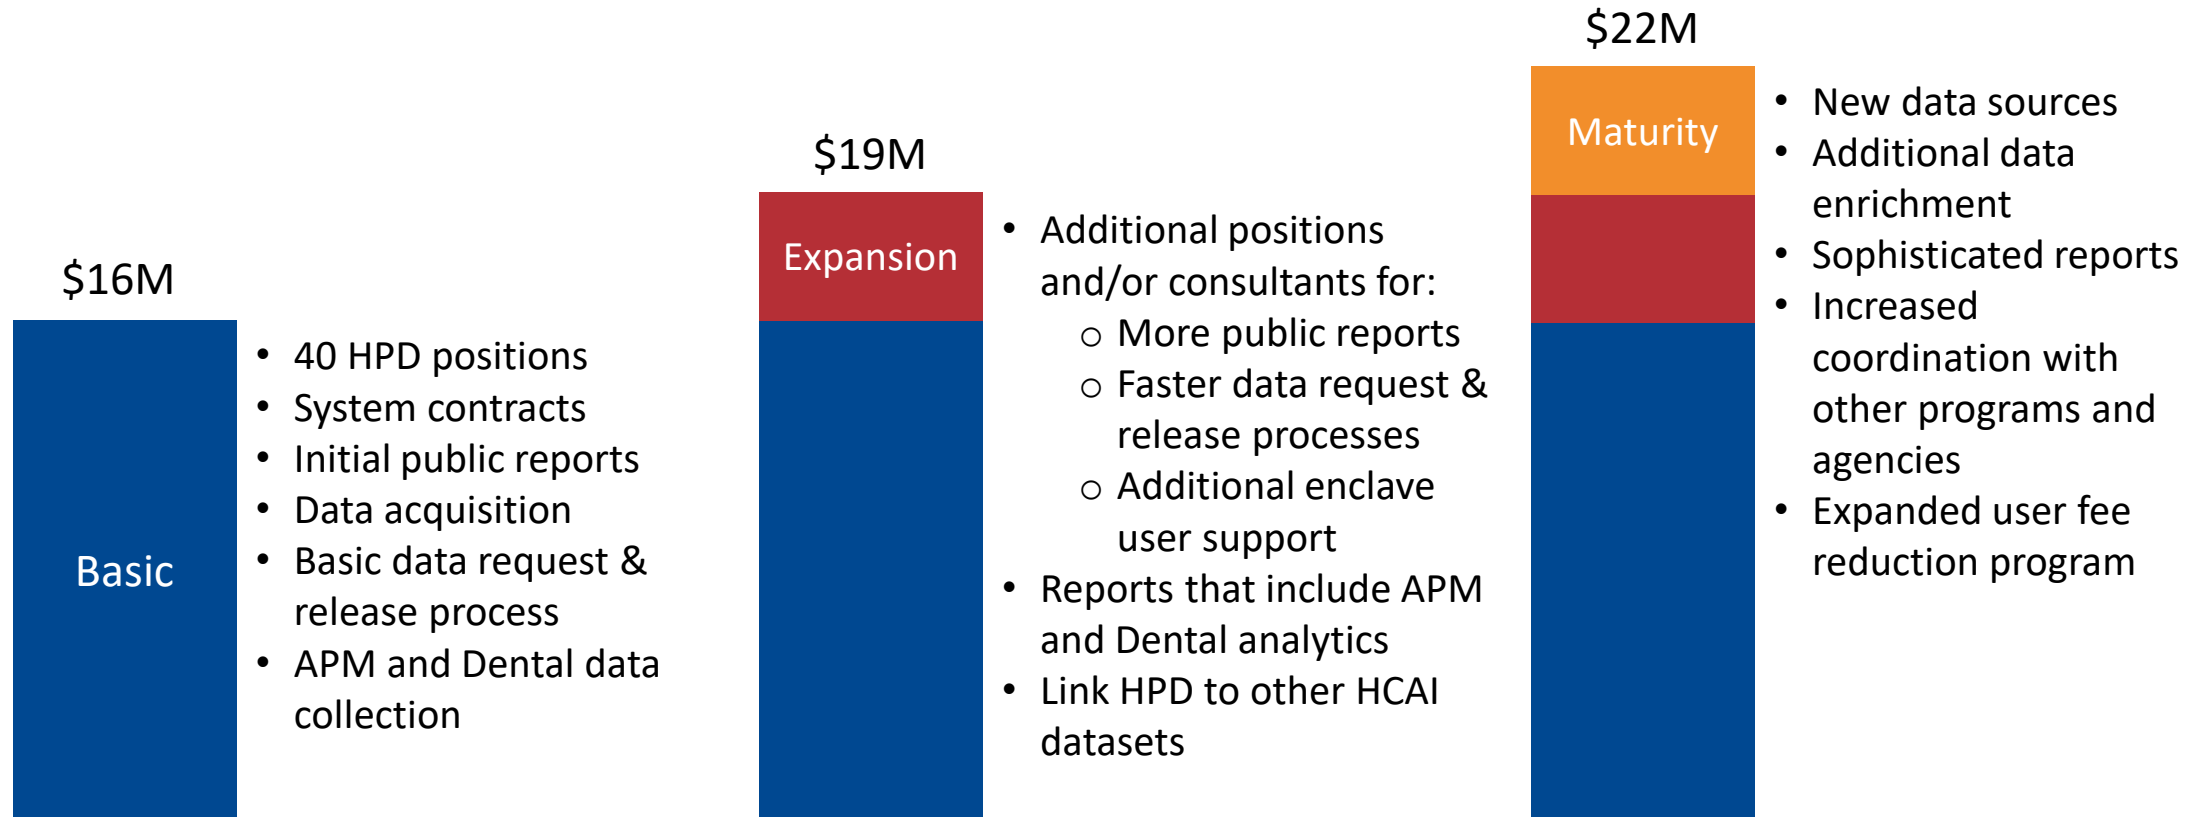 $16M
Basic
• 40 HPD positions
• System contracts
• Initial public reports
• Data acquisition
• Basic data request &
release process
• APM and Dental data
collection
$19M
Expansion
• Additional positions
and/or consultants for:
o More public reports
o Faster data request &
release processes
o Additional enclave
user support
• Reports that include APM
and Dental analytics
• Link HPD to other HCAI
datasets
$22M
Maturity
• New data sources
• Additional data
enrichment
• Sophisticated reports
• Increased
coordination with
other programs and
agencies
• Expanded user fee
reduction program